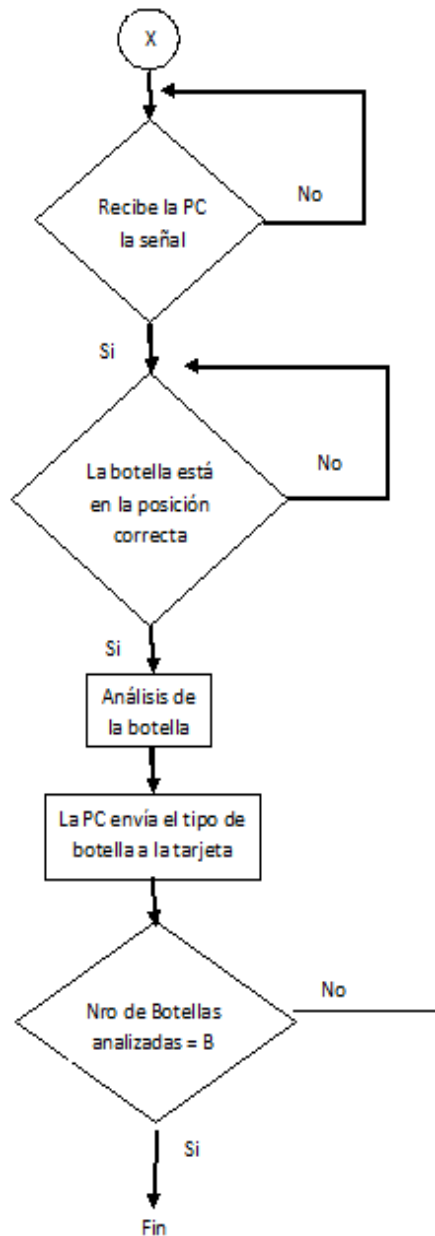 X
Recibe la PC
la señal
No
Si
La botella está
en la posición
correcta
No
Si
Análisis de
la botella
La PC envía el tipo de
botella a la tarjeta
Nro de Botellas
analizadas = B
No
Si
Fin